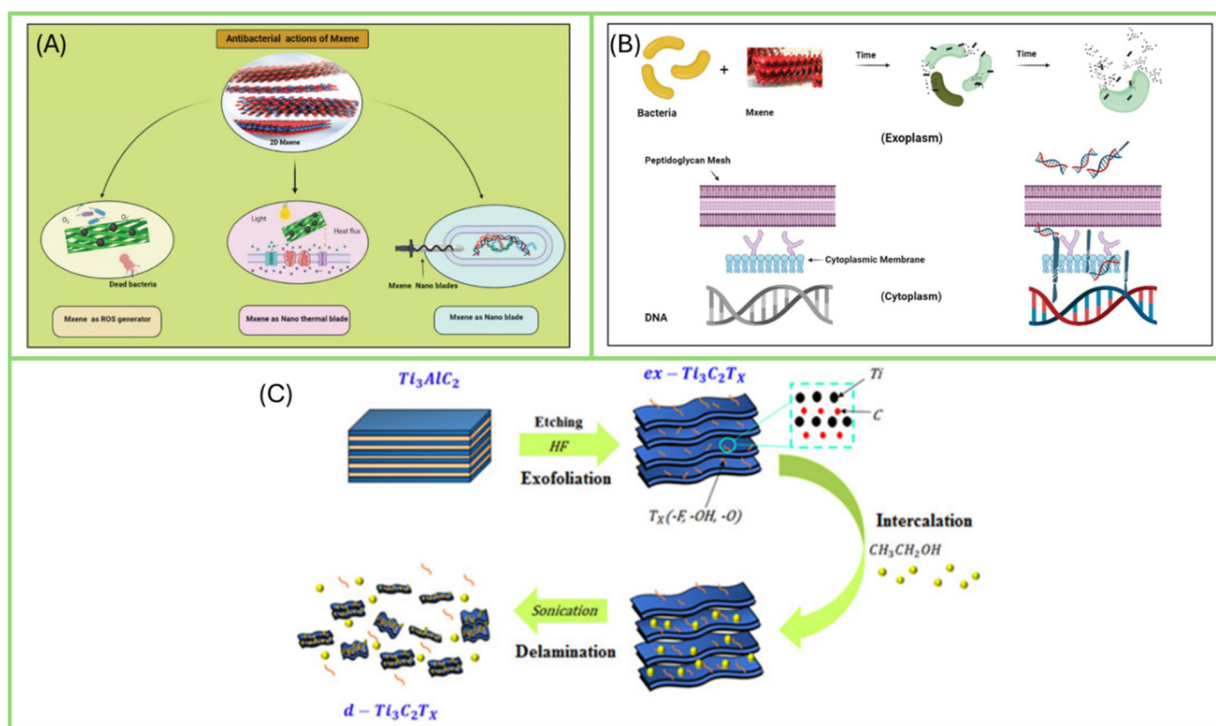 (A)
Antibacterial actions of Mxene
2D Mxene
O₂
O₂
Dead bacteria
Light
Heat flux
Mxene Nano blades
Mxene as ROS generator
Mxene as Nano thermal blade
Mxene as Nano blade
(B)
+
Time
Time
Bacteria
Mxene
(Exoplasm)
Peptidoglycan Mesh
Cytoplasmic Membrane
(Cytoplasm)
DNA
(C)
Ti₃AlC₂
Etching
HF
Exofoliation
ex − Ti₃C₂Tₓ
Ti
C
Tₓ(-F, -OH, -O)
Intercalation
CH₃CH₂OH
Sonication
Delamination
d − Ti₃C₂Tₓ